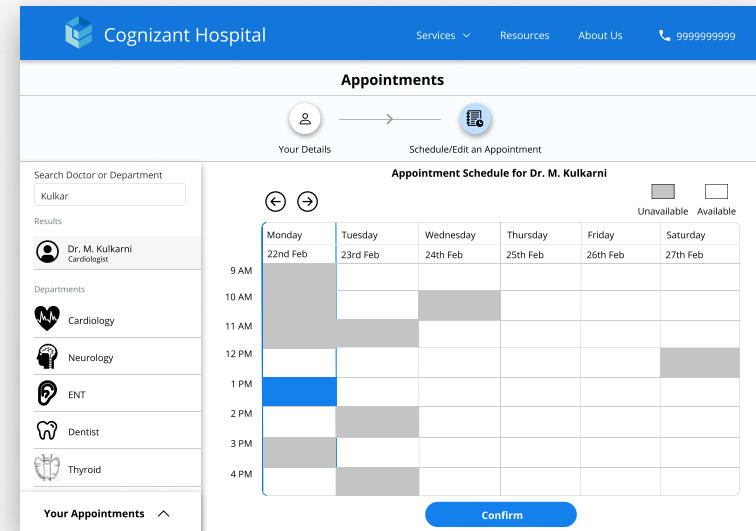 Cognizant Hospital
Services
Resources
About Us
9999999999
Appointments
Your Details
Schedule/Edit an Appointment
Search Doctor or Department
Kulkar
Results
Dr. M. Kulkarni
Cardiologist
Departments
Cardiology
Neurology
ENT
Dentist
Thyroid
Your Appointments
Appointment Schedule for Dr. M. Kulkarni
Unavailable Available
Monday Tuesday Wednesday Thursday Friday Saturday
22nd Feb 23rd Feb 24th Feb 25th Feb 26th Feb 27th Feb
9 AM
10 AM
11 AM
12 PM
1 PM
2 PM
3 PM
4 PM
Confirm